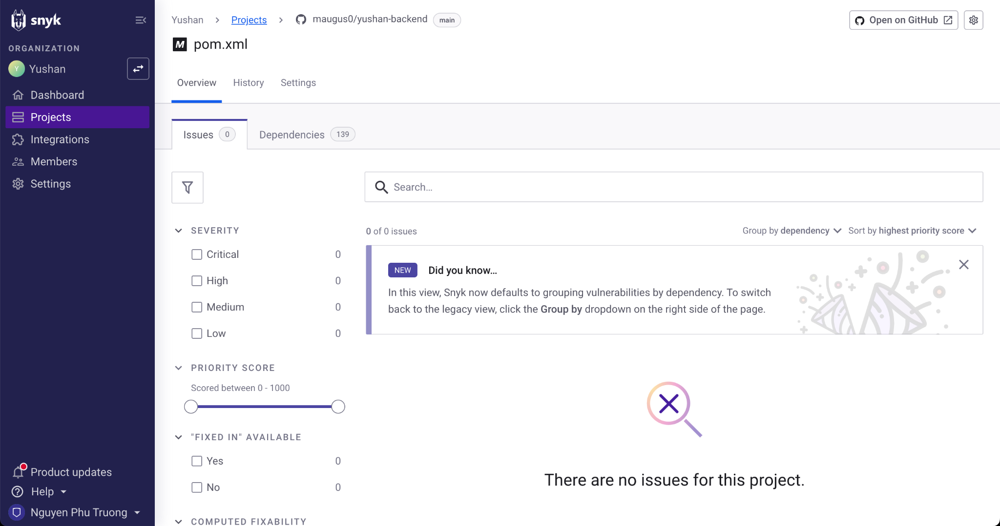 snyk
ORGANIZATION
Y Yushan
Dashboard
Projects
Integrations
Members
Settings
Product updates
Help
Nguyen Phu Truong
Yushan > Projects > maugus0/yushan-backend main
Open on GitHub
M pom.xml
Overview History Settings
Issues 0 Dependencies 139
Search...
SEVERITY
Critical 0
High 0
Medium 0
Low 0
PRIORITY SCORE
Scored between 0 - 1000
"FIXED IN" AVAILABLE
Yes 0
No 0
COMPUTED FIXABILITY
0 of 0 issues
Group by dependency Sort by highest priority score
NEW Did you know...
In this view, Snyk now defaults to grouping vulnerabilities by dependency. To switch
back to the legacy view, click the Group by dropdown on the right side of the page.
There are no issues for this project.